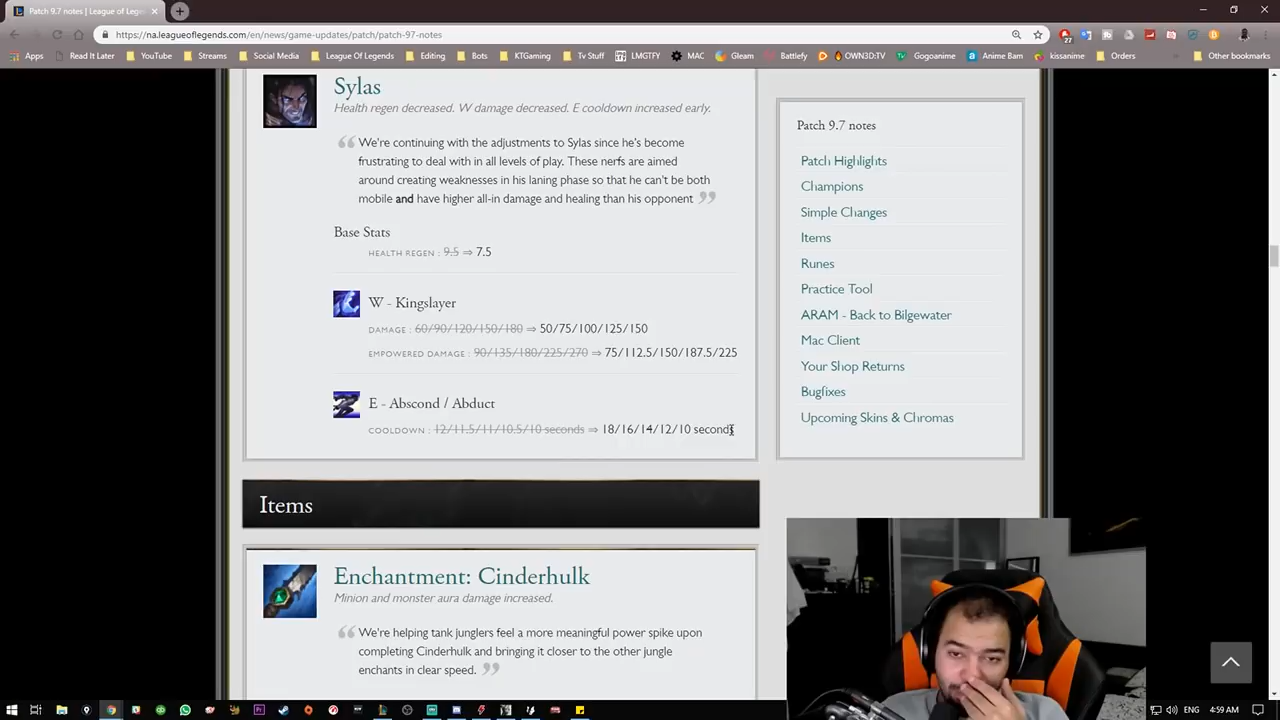 Patch 9.7 notes | League of Lege
https://na.leagueoflegends.com/en/news/game-updates/patch/patch-97-notes
Apps Read It Later YouTube Streams Social Media League Of Legends Editing Bots KTGaming Tv Stuff LMGTFY MAC Gleam Battlefy OWN3D:TV Gogoanime Anime Bam kissanime Orders Other bookmarks
27
Sylas
Health regen decreased. W damage decreased. E cooldown increased early.
We're continuing with the adjustments to Sylas since he's become
frustrating to deal with in all levels of play. These nerfs are aimed
around creating weaknesses in his laning phase so that he can't be both
mobile and have higher all-in damage and healing than his opponent
Base Stats
HEALTH REGEN : 9.5 ⇒ 7.5
W - Kingslayer
DAMAGE : 60/90/120/150/180 ⇒ 50/75/100/125/150
EMPOWERED DAMAGE : 90/135/180/225/270 ⇒ 75/112.5/150/187.5/225
E - Abscond / Abduct
COOLDOWN : 12/11.5/11/10.5/10 seconds ⇒ 18/16/14/12/10 seconds
Items
Enchantment: Cinderhulk
Minion and monster aura damage increased.
We're helping tank junglers feel a more meaningful power spike upon
completing Cinderhulk and bringing it closer to the other jungle
enchants in clear speed.
Patch 9.7 notes
Patch Highlights
Champions
Simple Changes
Items
Runes
Practice Tool
ARAM - Back to Bilgewater
Mac Client
Your Shop Returns
Bugfixes
Upcoming Skins & Chromas
ENG 4:59 AM